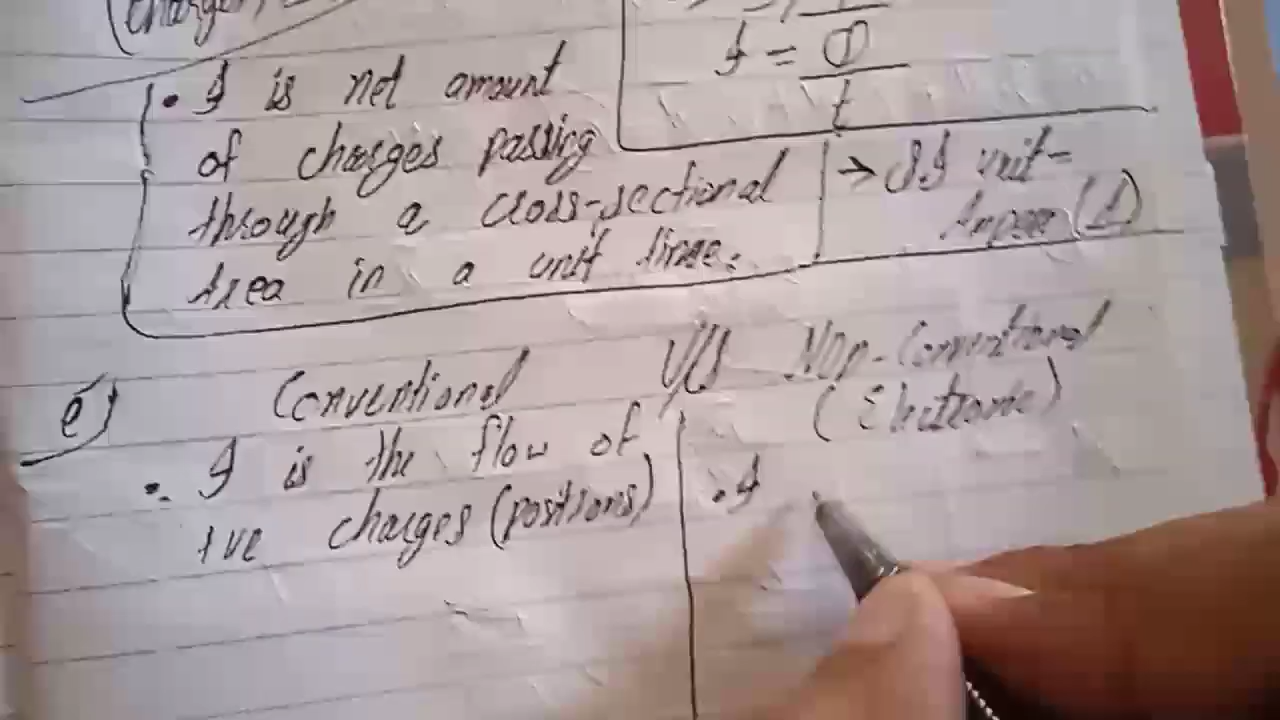 (charges,
I = Q
t
• I is net amount
of charges passing
through a cross-sectional
Area in a unit time.
→ SI unit-
Ampere (A)
e) Conventional V/S Non-Conventional
(Electronic)
• I is the flow of
+ve charges (positrons)
• I